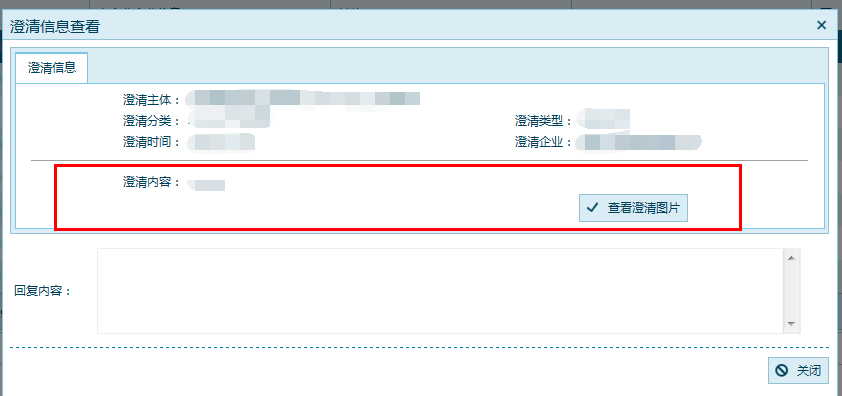 澄清信息查看
澄清信息
澄清主体：
澄清分类： 澄清类型：
澄清时间： 澄清企业：
澄清内容：
查看澄清图片
回复内容：
关闭